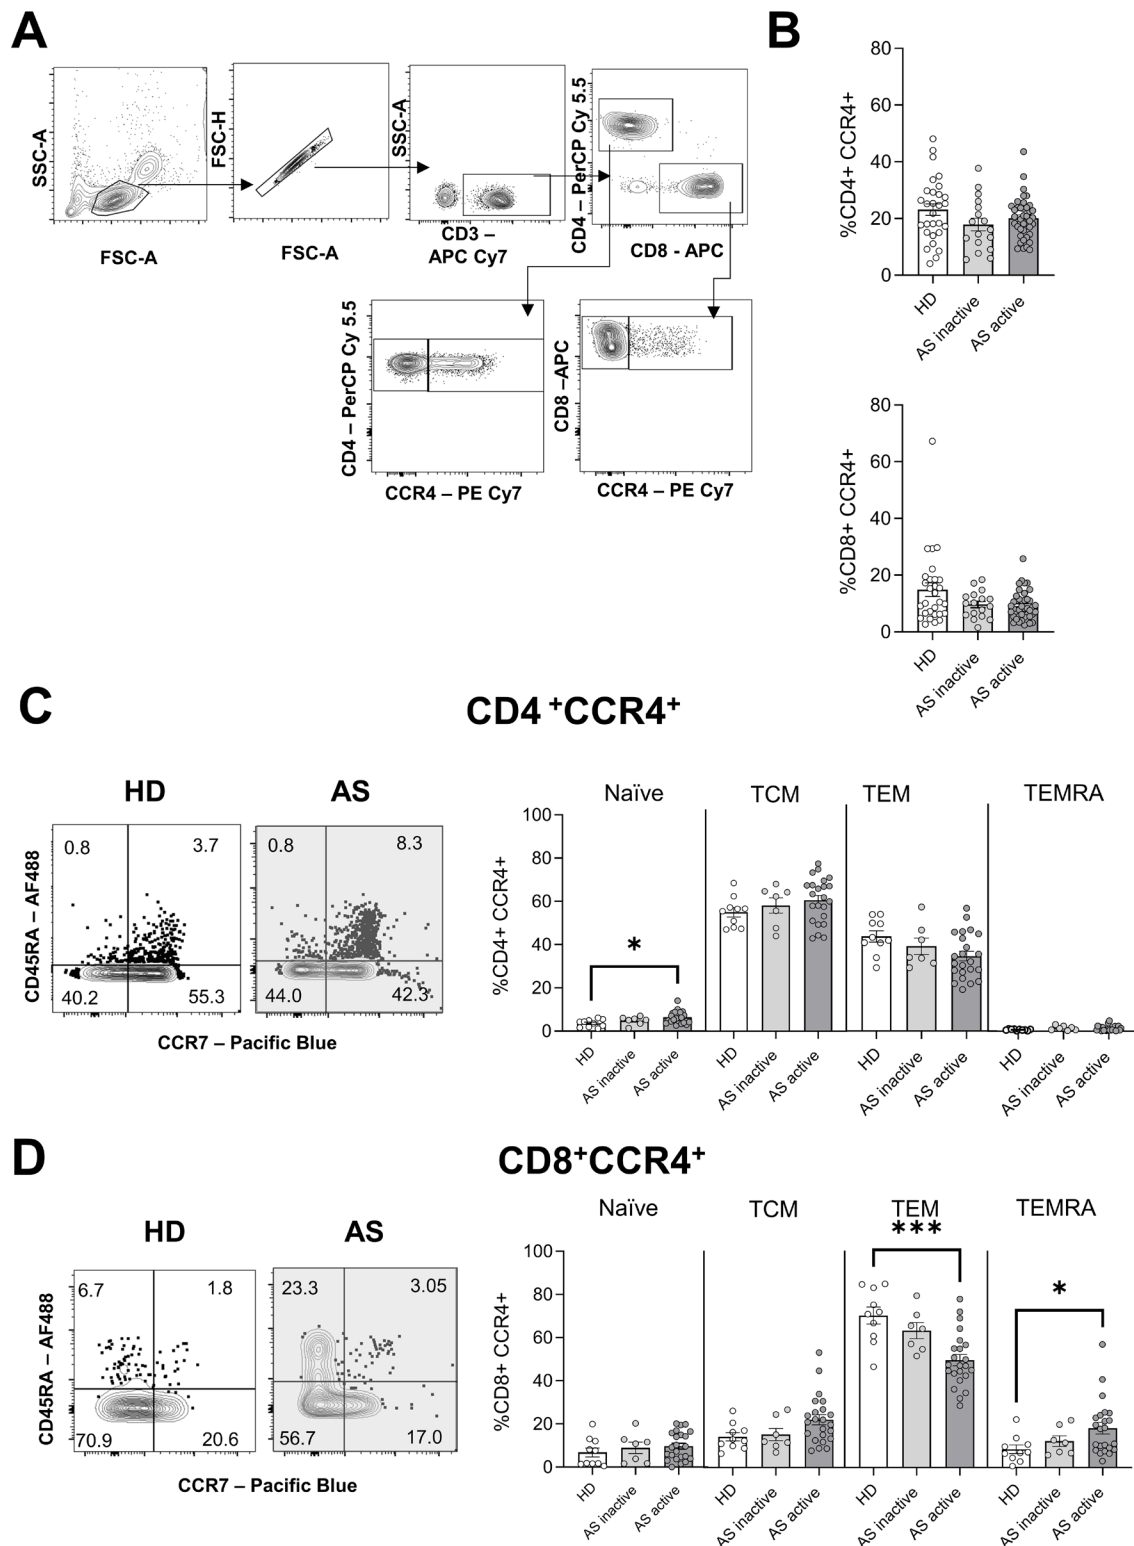 A
SSC-A
FSC-A
FSC-H
FSC-A
SSC-A
CD3 –
APC Cy7
CD4 – PerCP Cy 5.5
CD8 - APC
CD4 – PerCP Cy 5.5
CCR4 – PE Cy7
CD8 –APC
CCR4 – PE Cy7
B
%CD4+ CCR4+
80
60
40
20
0
HD
AS inactive
AS active
%CD8+ CCR4+
80
60
40
20
0
HD
AS inactive
AS active
C
CD4 +CCR4+
HD
AS
0.8
3.7
40.2
55.3
0.8
8.3
44.0
42.3
CD45RA – AF488
CCR7 – Pacific Blue
Naïve
TCM
TEM
TEMRA
%CD4+ CCR4+
100
80
60
40
20
0
*
HD
AS inactive
AS active
HD
AS inactive
AS active
HD
AS inactive
AS active
HD
AS inactive
AS active
D
CD8+CCR4+
HD
AS
6.7
1.8
70.9
20.6
23.3
3.05
56.7
17.0
CD45RA – AF488
CCR7 – Pacific Blue
Naïve
TCM
TEM
TEMRA
***
*
%CD8+ CCR4+
100
80
60
40
20
0
HD
AS inactive
AS active
HD
AS inactive
AS active
HD
AS inactive
AS active
HD
AS inactive
AS active